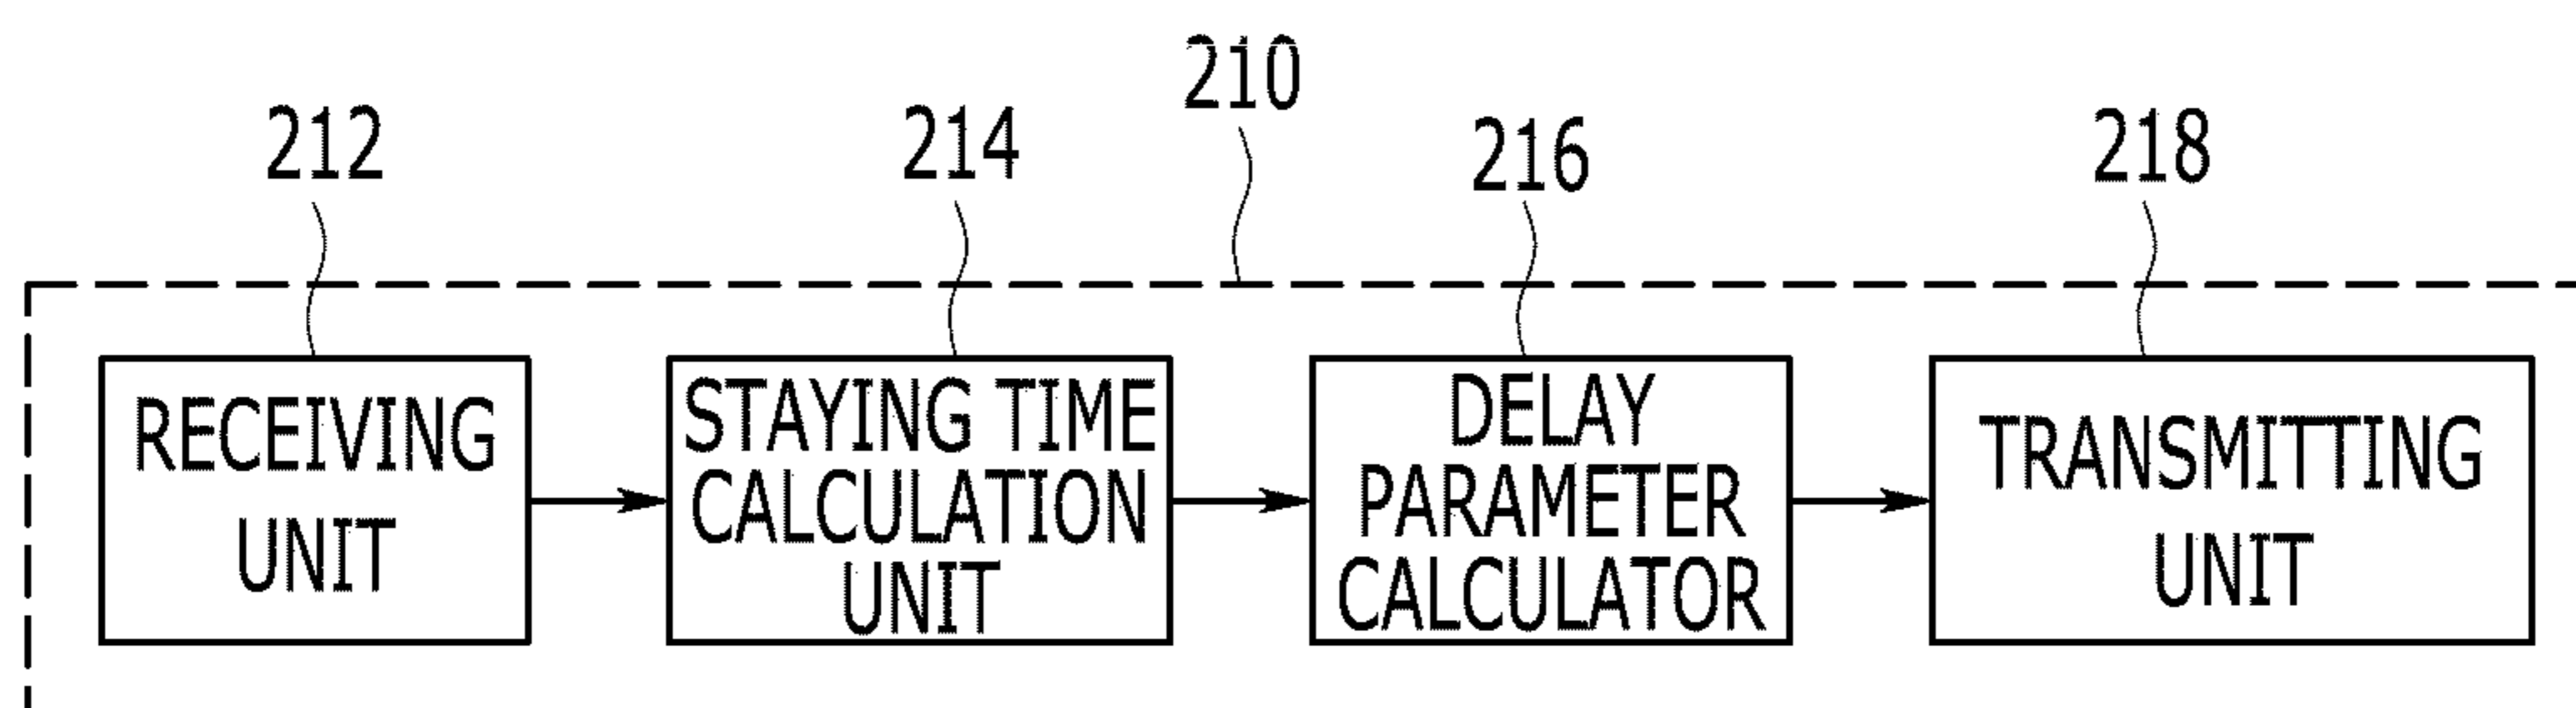 210
212
214
216
218
RECEIVING
UNIT
STAYING TIME
CALCULATION
UNIT
DELAY
PARAMETER
CALCULATOR
TRANSMITTING
UNIT